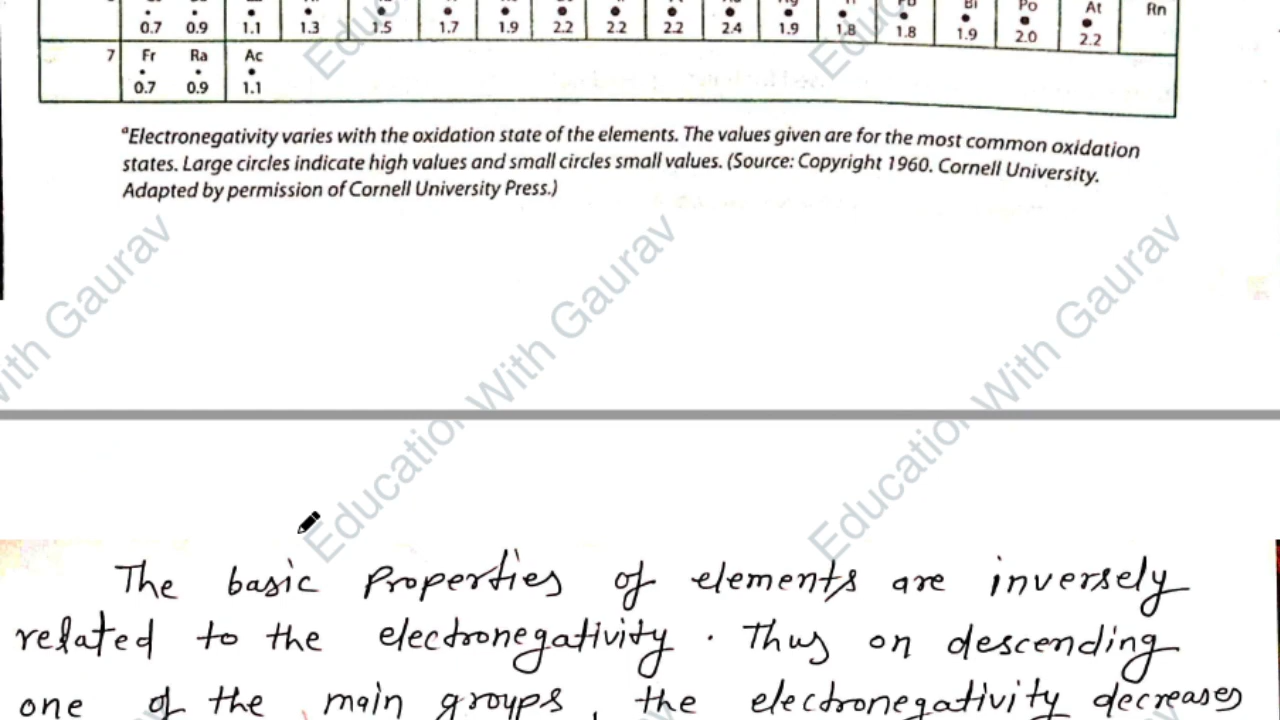 Bi Po At Rn
0.7 0.9 1.1 1.3 1.5 1.7 1.9 2.2 2.2 2.2 2.4 1.9 1.8 1.8 1.9 2.0 2.2
7 Fr Ra Ac
0.7 0.9 1.1
ᵃElectronegativity varies with the oxidation state of the elements. The values given are for the most common oxidation
states. Large circles indicate high values and small circles small values. (Source: Copyright 1960. Cornell University.
Adapted by permission of Cornell University Press.)
The basic Properties of elements are inversely
related to the electronegativity. Thus on descending
one of the main groups, the electronegativity decreases
Education With Gaurav
Education With Gaurav